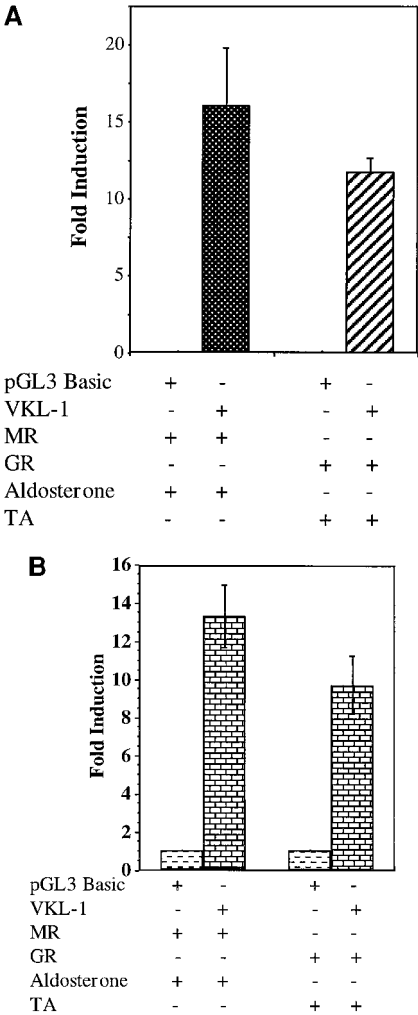 A
Fold Induction
20
15
10
5
0
pGL3 Basic + - + -
VKL-1 - + - +
MR + + - -
GR - - + +
Aldosterone + + - -
TA - - + +
B
Fold Induction
16
14
12
10
8
6
4
2
0
pGL3 Basic + - + -
VKL-1 - + - +
MR + + - -
GR - - + +
Aldosterone + + - -
TA - - + +